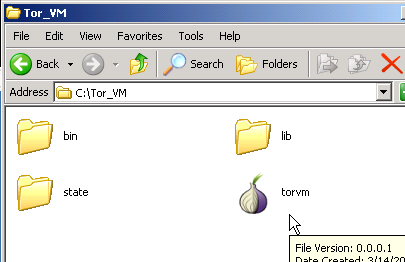 Tor_VM
File Edit View Favorites Tools Help
Back Search Folders
Address C:\Tor_VM
bin lib
state torvm
File Version: 0.0.0.1
Date Created: 3/14/20